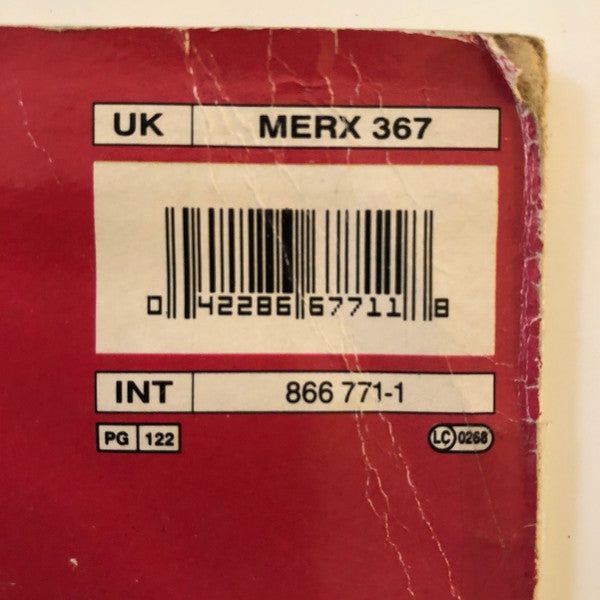 UK MERX 367
0 42286 67711 8
INT 866 771-1
PG 122 LC 0268